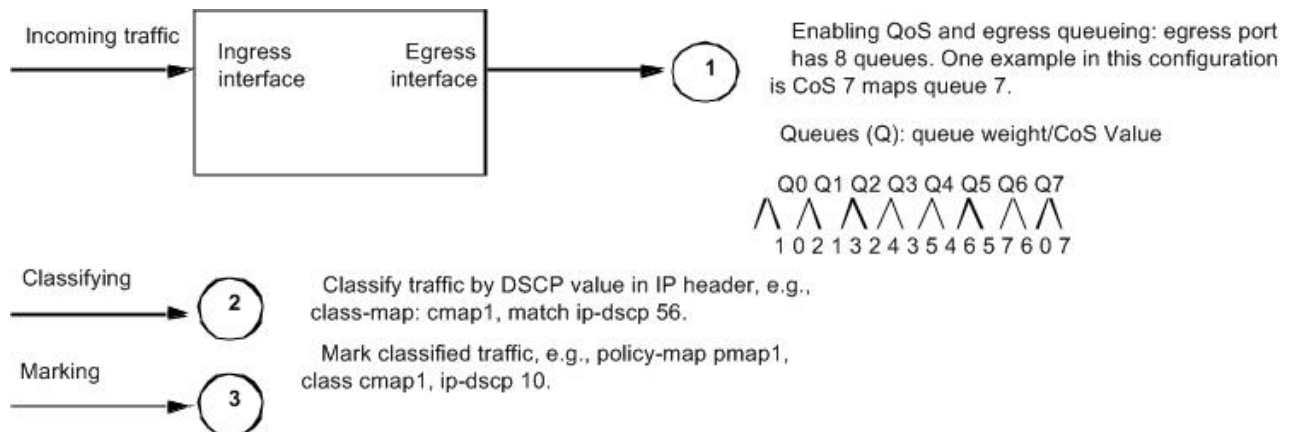 Incoming traffic
Ingress
interface
Egress
interface
1
Enabling QoS and egress queueing: egress port
has 8 queues. One example in this configuration
is CoS 7 maps queue 7.
Queues (Q): queue weight/CoS Value
Q0 Q1 Q2 Q3 Q4 Q5 Q6 Q7
1 0 2 1 3 2 4 3 5 4 6 5 7 6 0 7
Classifying
2
Classify traffic by DSCP value in IP header, e.g.,
class-map: cmap1, match ip-dscp 56.
Marking
3
Mark classified traffic, e.g., policy-map pmap1,
class cmap1, ip-dscp 10.